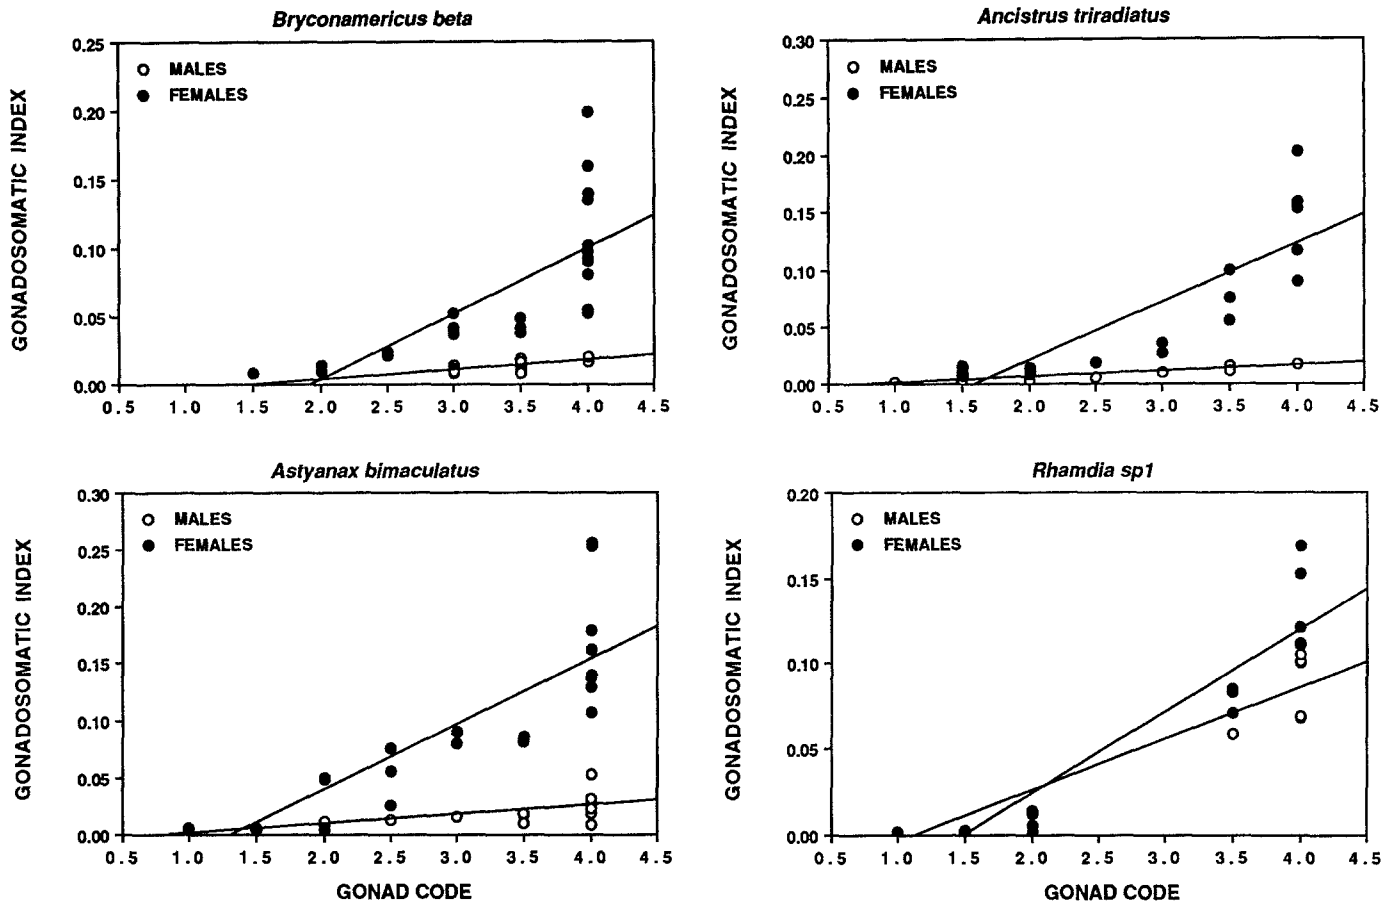 Bryconamericus beta
GONADOSOMATIC INDEX
0.25
0.20
0.15
0.10
0.05
0.00
MALES
FEMALES
0.5 1.0 1.5 2.0 2.5 3.0 3.5 4.0 4.5
Ancistrus triradiatus
GONADOSOMATIC INDEX
0.30
0.25
0.20
0.15
0.10
0.05
0.00
MALES
FEMALES
0.5 1.0 1.5 2.0 2.5 3.0 3.5 4.0 4.5
Astyanax bimaculatus
GONADOSOMATIC INDEX
0.30
0.25
0.20
0.15
0.10
0.05
0.00
MALES
FEMALES
0.5 1.0 1.5 2.0 2.5 3.0 3.5 4.0 4.5
GONAD CODE
Rhamdia sp1
GONADOSOMATIC INDEX
0.20
0.15
0.10
0.05
0.00
MALES
FEMALES
0.5 1.0 1.5 2.0 2.5 3.0 3.5 4.0 4.5
GONAD CODE